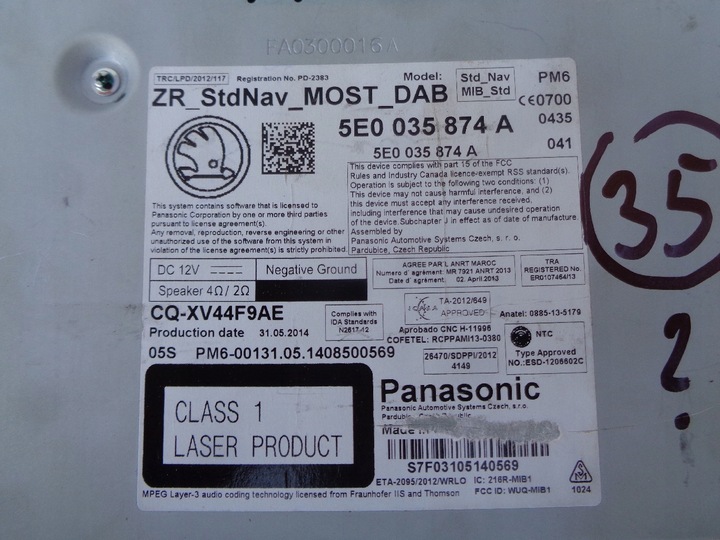 FA0300016A
TRC/LPD/2012/117 Registration No. PD-2383 Model: Std_Nav PM6
MIB_Std
ZR_StdNav_MOST_DAB CE0700
5E0 035 874 A 0435
5E0 035 874 A 041
This device complies with part 15 of the FCC
Rules and Industry Canada licence-exempt RSS standard(s).
Operation is subject to the following two conditions: (1)
This device may not cause harmful interference, and (2)
this device must accept any interference received,
including interference that may cause undesired operation
of the device.Subchapter J in effect as of date of manufacture.
Assembled by
Panasonic Automotive Systems Czech, s. r. o.
Pardubice, Czech Republic
This system contains software that is licensed to
Panasonic Corporation by one or more third parties
pursuant to license agreement(s).
Any removal, reproduction, reverse engineering or other
unauthorized use of the software from this system in
violation of the license agreement(s) is strictly prohibited.
35
DC 12V Negative Ground
Speaker 4Ω / 2Ω
AGREE PAR L'ANRT MAROC
Numero d' agrément: MR 7921 ANRT 2013
Date d' agrément: 02. April.2013
TRA
REGISTERED No.
ER0107464/13
CQ-XV44F9AE
Production date 31.05.2014
05S PM6-00131.05.1408500569
Complies with
IDA Standards
N2617-12
TA-2012/649
APPROVED
Anatel: 0885-13-5179
Aprobado CNC H-11996
COFETEL: RCPPAMI13-0380
NTC
26470/SDPPI/2012
4149
Type Approved
NO.:ESD-1206602C
?
CLASS 1
LASER PRODUCT
Panasonic
Panasonic Automotive Systems Czech, s.r.o.
Made
S7F03105140569
ETA-2095/2012/WRLO IC: 216R-MIB1
MPEG Layer-3 audio coding technology licensed from Fraunhofer IIS and Thomson FCC ID: WUQ-MIB1
1024